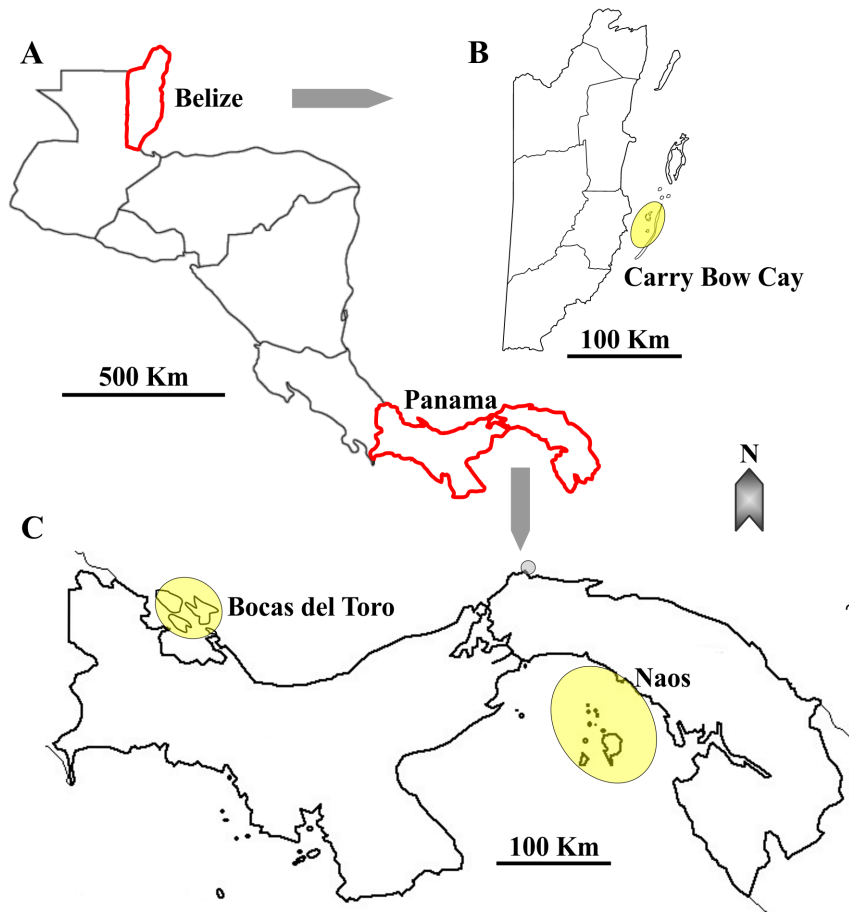 A
Belize
B
Carry Bow Cay
100 Km
500 Km
Panama
N
C
Bocas del Toro
Naos
100 Km